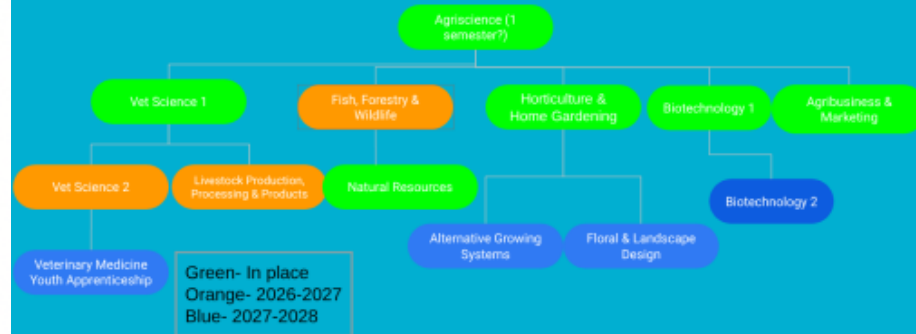 Agriscience (1
semester?)
Vet Science 1
Fish, Forestry &
Wildlife
Horticulture &
Home Gardening
Biotechnology 1
Agribusiness &
Marketing
Vet Science 2
Livestock Production,
Processing & Products
Natural Resources
Biotechnology 2
Alternative Growing
Systems
Floral & Landscape
Design
Veterinary Medicine
Youth Apprenticeship
Green- In place
Orange- 2026-2027
Blue- 2027-2028